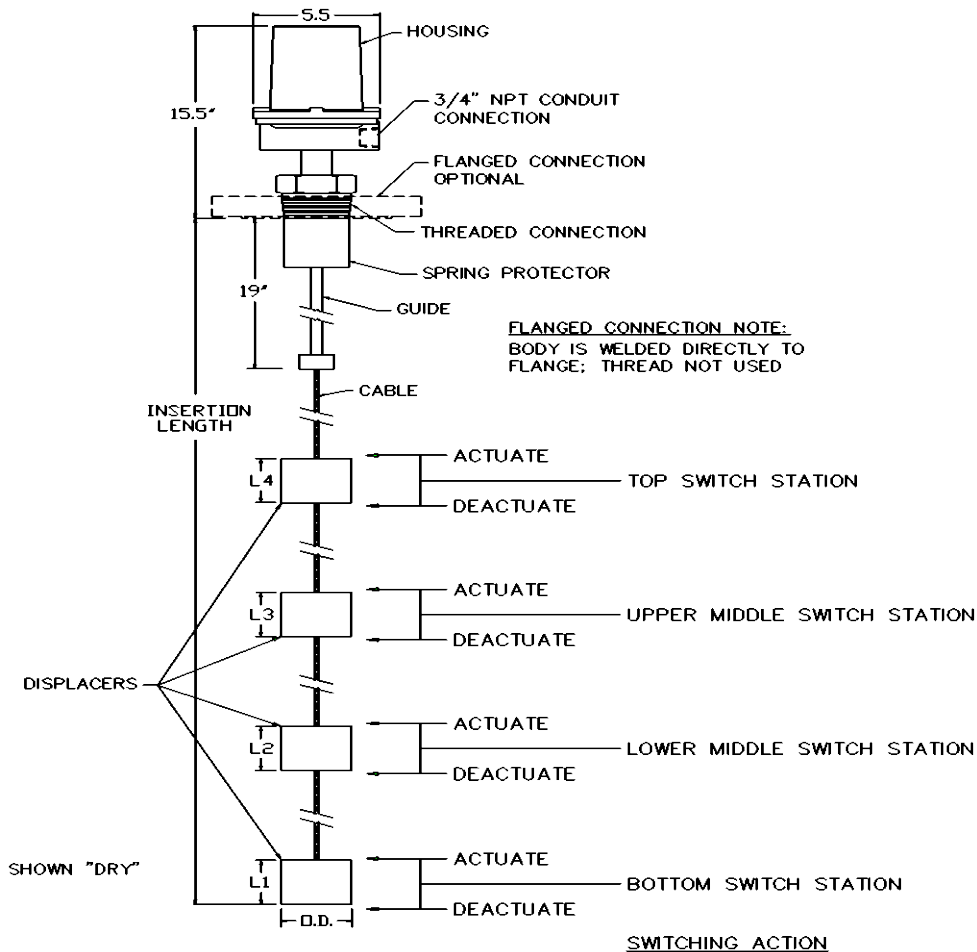 5.5
HOUSING
15.5"
3/4" NPT CONDUIT
CONNECTION
FLANGED CONNECTION
OPTIONAL
THREADED CONNECTION
SPRING PROTECTOR
19"
GUIDE
FLANGED CONNECTION NOTE:
BODY IS WELDED DIRECTLY TO
FLANGE; THREAD NOT USED
CABLE
INSERTION
LENGTH
ACTUATE
L4
TOP SWITCH STATION
DEACTUATE
ACTUATE
L3
UPPER MIDDLE SWITCH STATION
DEACTUATE
DISPLACERS
ACTUATE
L2
LOWER MIDDLE SWITCH STATION
DEACTUATE
SHOWN "DRY"
ACTUATE
L1
BOTTOM SWITCH STATION
DEACTUATE
O.D.
SWITCHING ACTION